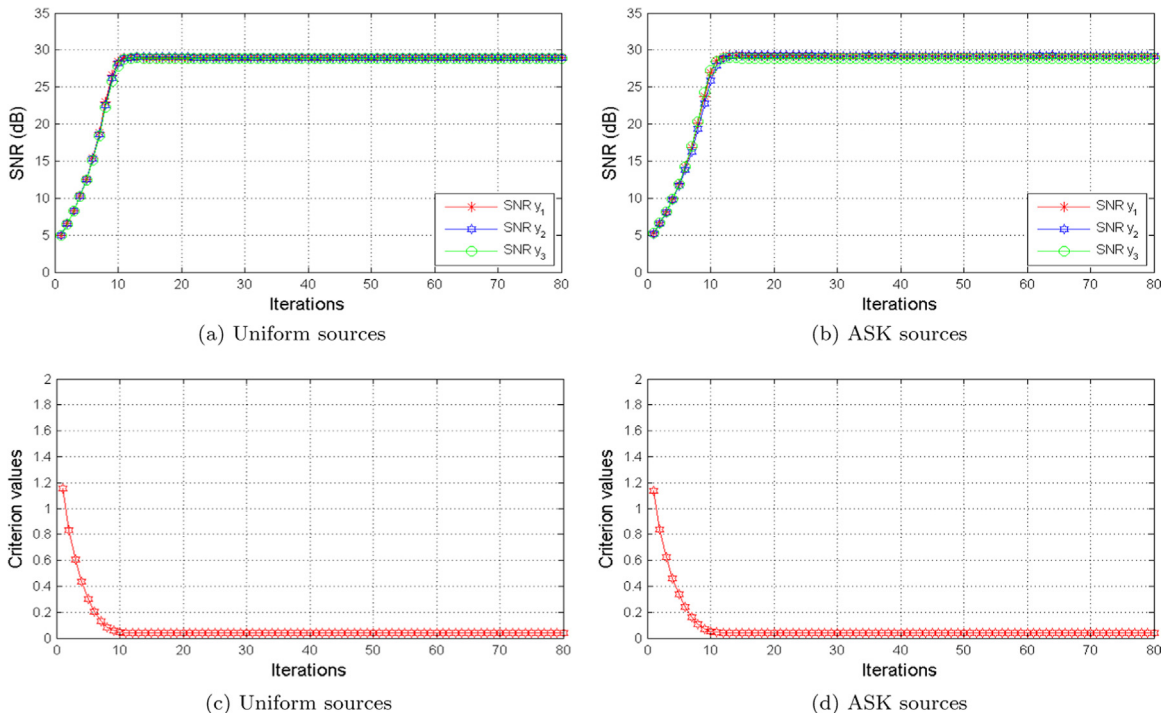 35
30
25
20
15
10
5
0
SNR (dB)
SNR y1
SNR y2
SNR y3
0 10 20 30 40 50 60 70 80
Iterations
(a) Uniform sources
35
30
25
20
15
10
5
0
SNR (dB)
SNR y1
SNR y2
SNR y3
0 10 20 30 40 50 60 70 80
Iterations
(b) ASK sources
2
1.8
1.6
1.4
1.2
1
0.8
0.6
0.4
0.2
0
Criterion values
0 10 20 30 40 50 60 70 80
Iterations
(c) Uniform sources
2
1.8
1.6
1.4
1.2
1
0.8
0.6
0.4
0.2
0
Criterion values
0 10 20 30 40 50 60 70 80
Iterations
(d) ASK sources